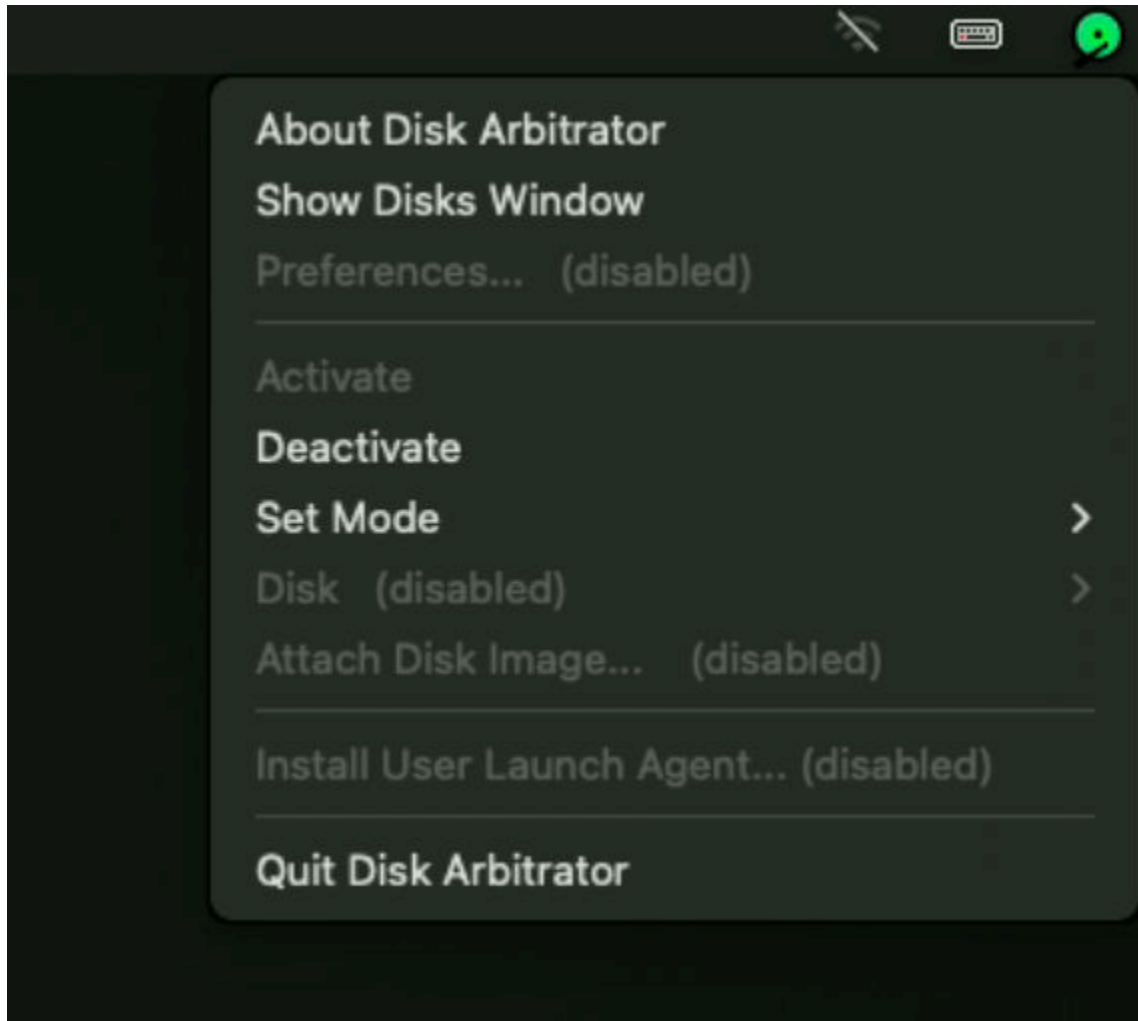 About Disk Arbitrator
Show Disks Window
Preferences... (disabled)
Activate
Deactivate
Set Mode
Disk (disabled)
Attach Disk Image... (disabled)
Install User Launch Agent... (disabled)
Quit Disk Arbitrator